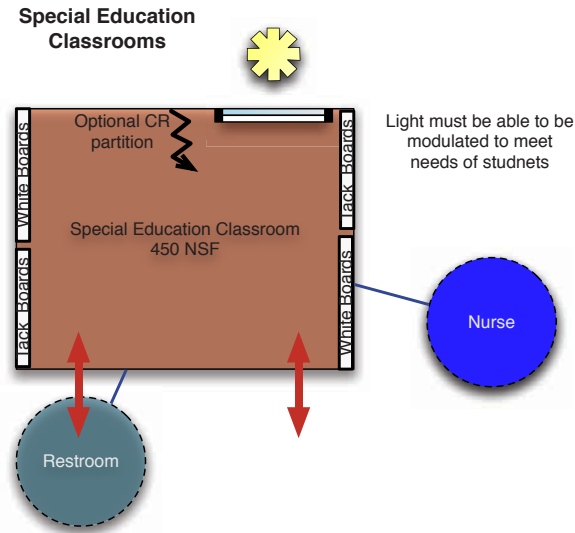 Special Education
Classrooms
Optional CR
partition
Light must be able to be
modulated to meet
needs of studnets
White Boards
Tack Boards
Special Education Classroom
450 NSF
Tack Boards
White Boards
Nurse
Restroom